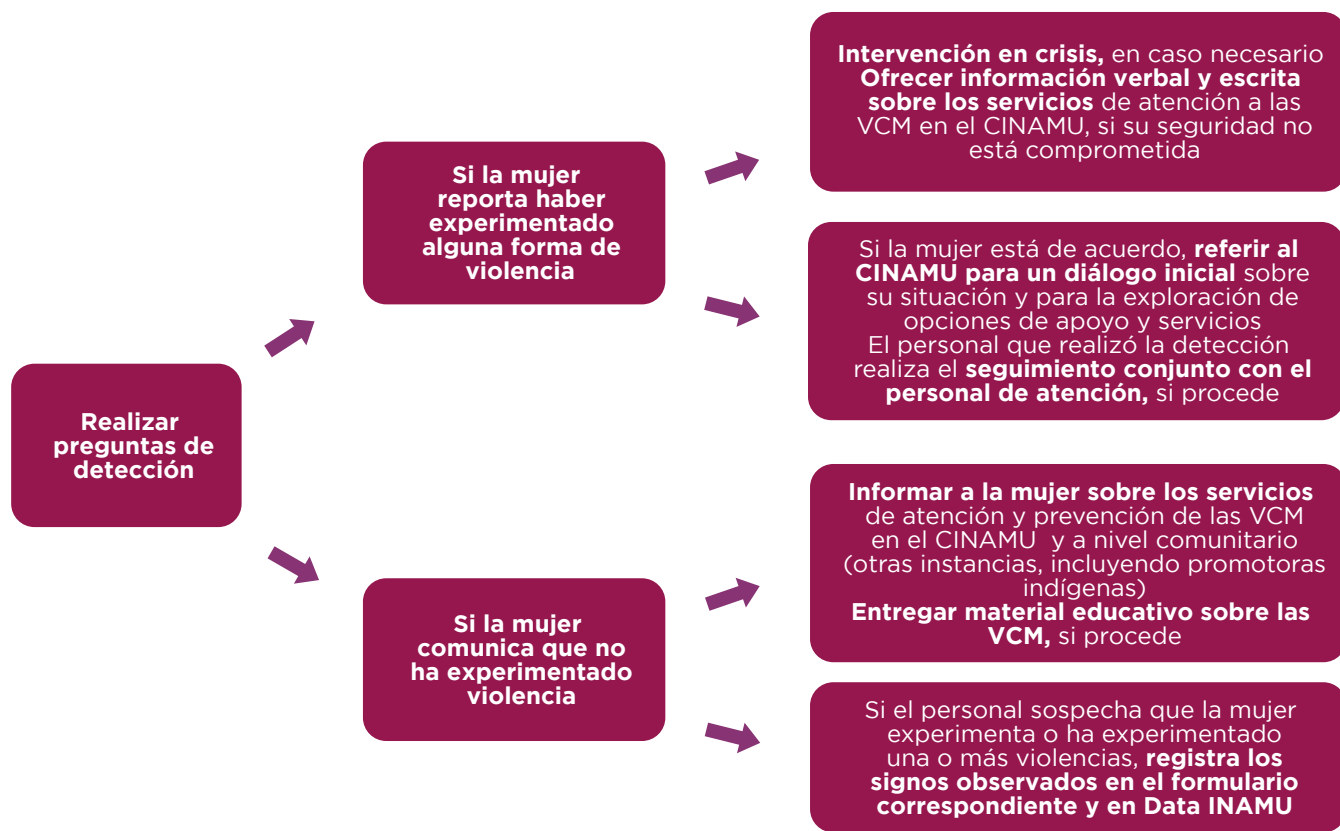 Realizar
preguntas de
detección
Si la mujer
reporta haber
experimentado
alguna forma de
violencia
Intervención en crisis, en caso necesario
Ofrecer información verbal y escrita
sobre los servicios de atención a las
VCM en el CINAMU, si su seguridad no
está comprometida
Si la mujer está de acuerdo, referir al
CINAMU para un diálogo inicial sobre
su situación y para la exploración de
opciones de apoyo y servicios
El personal que realizó la detección
realiza el seguimiento conjunto con el
personal de atención, si procede
Si la mujer
comunica que no
ha experimentado
violencia
Informar a la mujer sobre los servicios
de atención y prevención de las VCM
en el CINAMU y a nivel comunitario
(otras instancias, incluyendo promotoras
indígenas)
Entregar material educativo sobre las
VCM, si procede
Si el personal sospecha que la mujer
experimenta o ha experimentado
una o más violencias, registra los
signos observados en el formulario
correspondiente y en Data INAMU